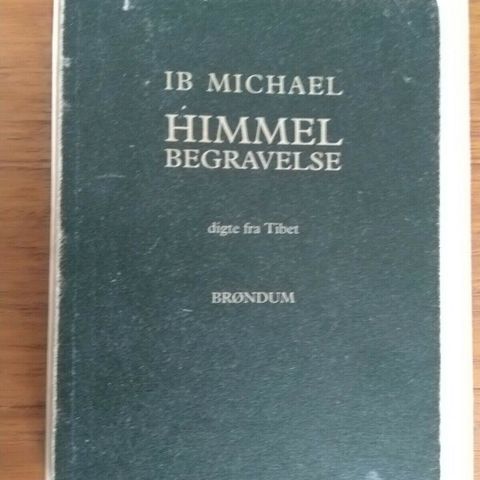 IB MICHAEL
HIMMEL
BEGRAVELSE
digte fra Tibet
BRØNDUM